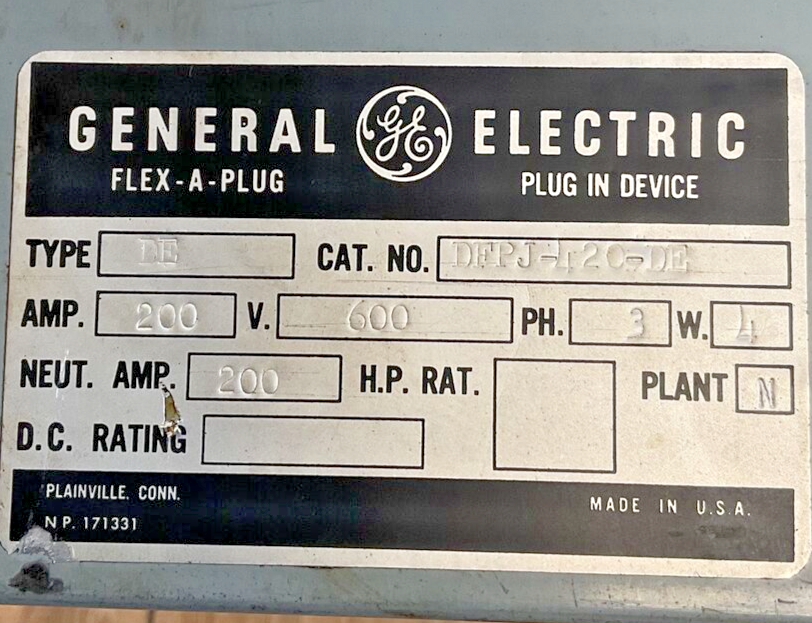 GENERAL GE ELECTRIC
FLEX-A-PLUG PLUG IN DEVICE
TYPE DE CAT. NO. DFPJ-420-DE
AMP. 200 V. 600 PH. 3 W. 4
NEUT. AMP. 200 H.P. RAT. PLANT N
D.C. RATING
PLAINVILLE, CONN. MADE IN U.S.A.
N P. 171331